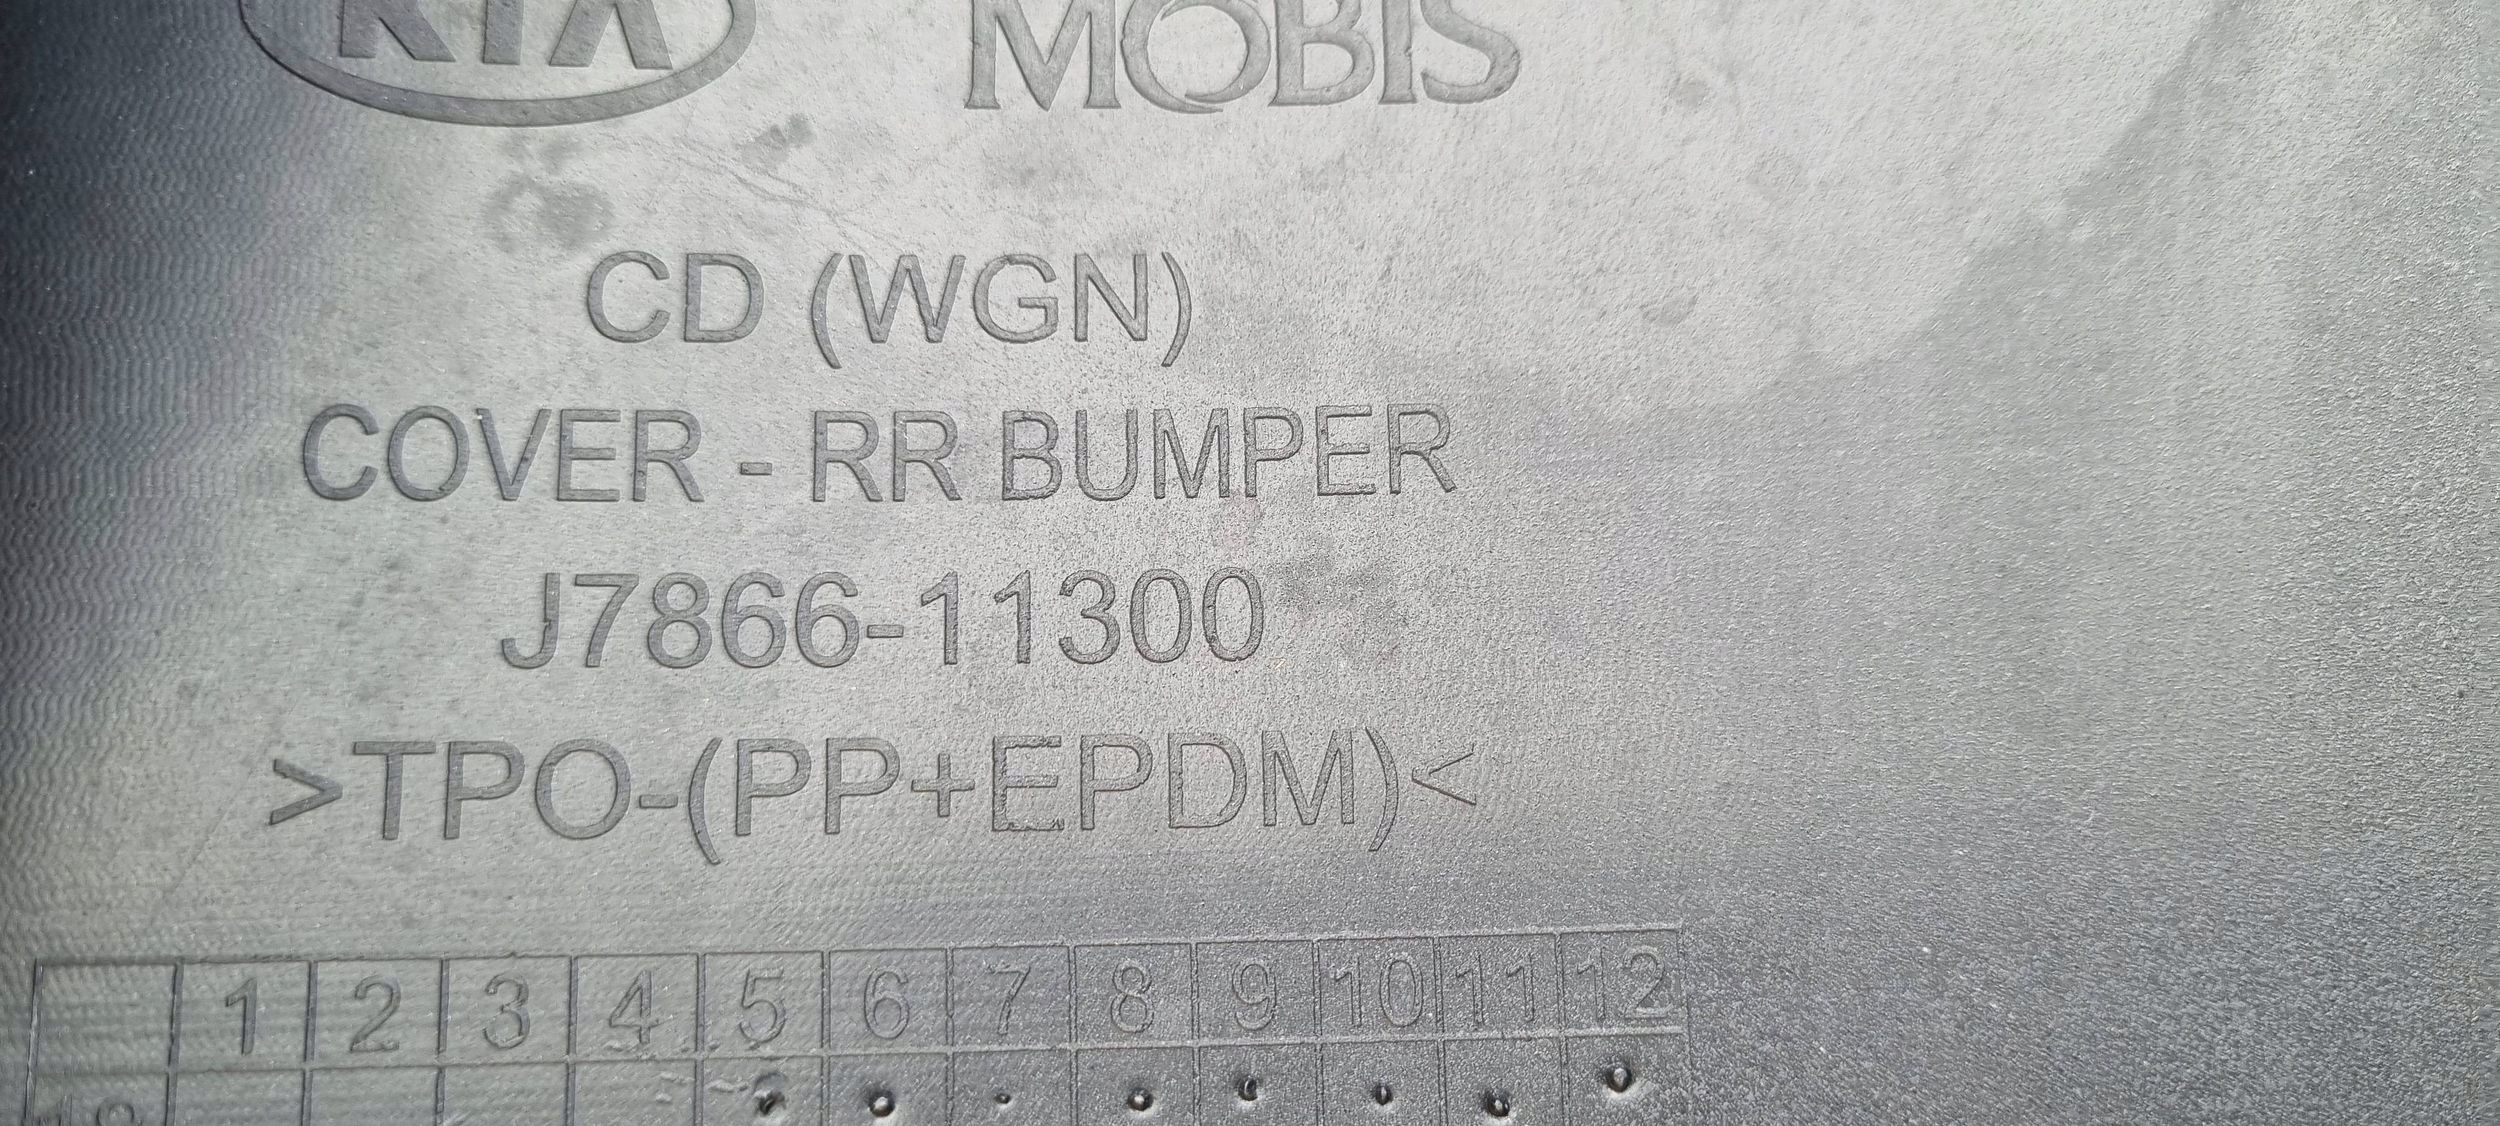 KIA MOBIS
CD (WGN)
COVER - RR BUMPER
J7866-11300
>TPO-(PP+EPDM)<
1 2 3 4 5 6 7 8 9 10 11 12